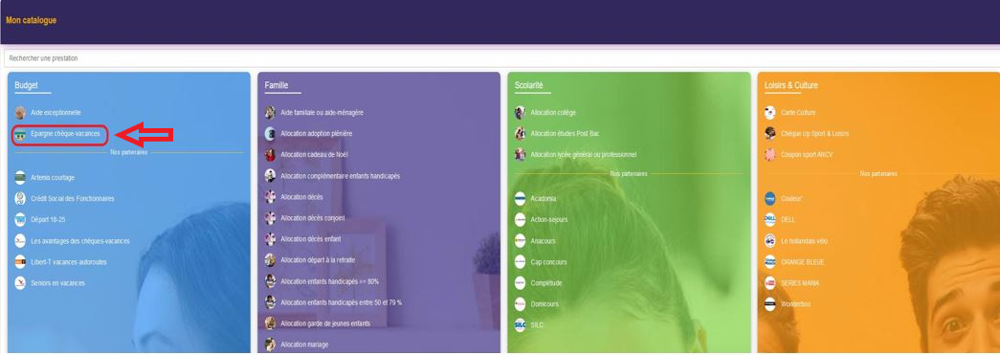 Mon catalogue
Rechercher une prestation
Budget
Aide exceptionnelle
Epargne chèque-vacances
Nos partenaires
Artemis courtage
Crédit Social des Fonctionnaires
Départ 18-25
Les avantages des chèques-vacances
Libert-T vacances autoroutes
Seniors en vacances
Famille
Aide familiale ou aide-ménagère
Allocation adoption plénière
Allocation cadeau de Noël
Allocation complémentaire enfants handicapés
Allocation décès
Allocation décès conjoint
Allocation décès enfant
Allocation départ à la retraite
Allocation enfants handicapés >= 80%
Allocation enfants handicapés entre 50 et 79 %
Allocation garde de jeunes enfants
Allocation mariage
Scolarité
Allocation collège
Allocation études Post Bac
Allocation lycée général ou professionnel
Nos partenaires
Acadomia
Action-sejours
Anacours
Cap concours
Complétude
Domicours
SILC
SILC
Loisirs & Culture
Carte Culture
Chèque Up Sport & Loisirs
Coupon sport ANCV
Nos partenaires
Couleur'
DELL
DELL
Le hollandais vélo
ORANGE BLEUE
SERIES MANIA
Wonderbox